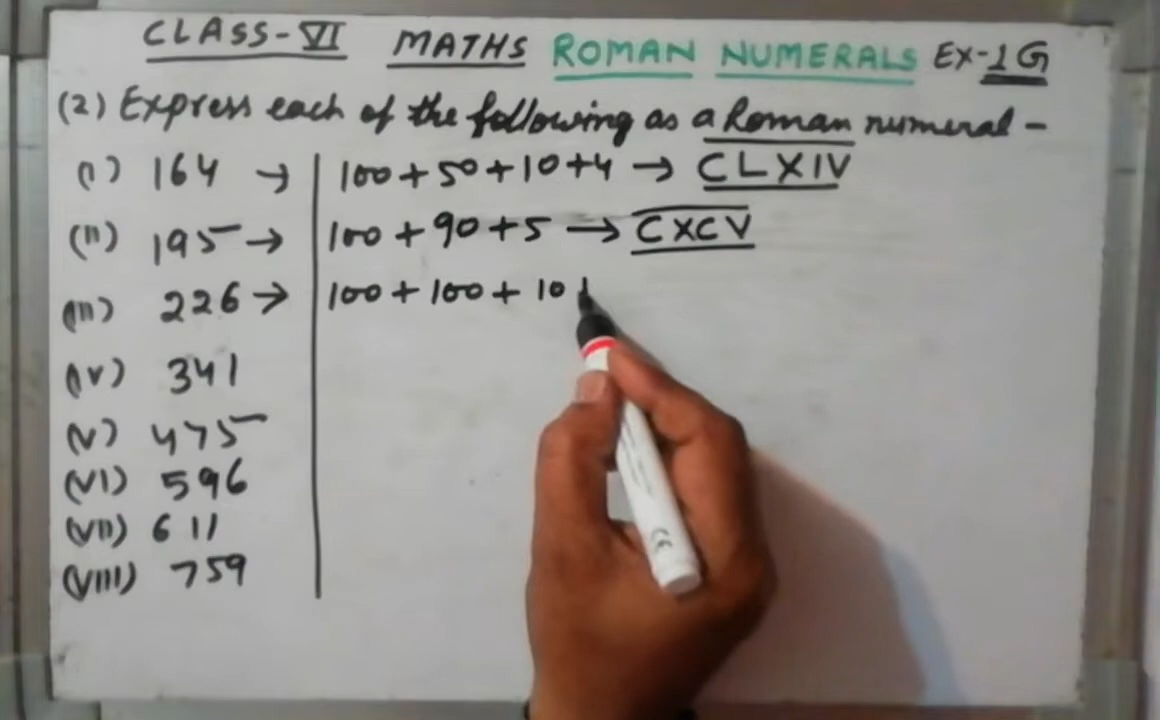 CLASS-VI MATHS ROMAN NUMERALS EX-1G
(2) Express each of the following as a Roman numeral -
(I) 164 → 100+50+10+4 → CLXIV
(II) 195 → 100+90+5 → CXCV
(III) 226 → 100+100+10
(IV) 341
(V) 475
(VI) 596
(VII) 611
(VIII) 759